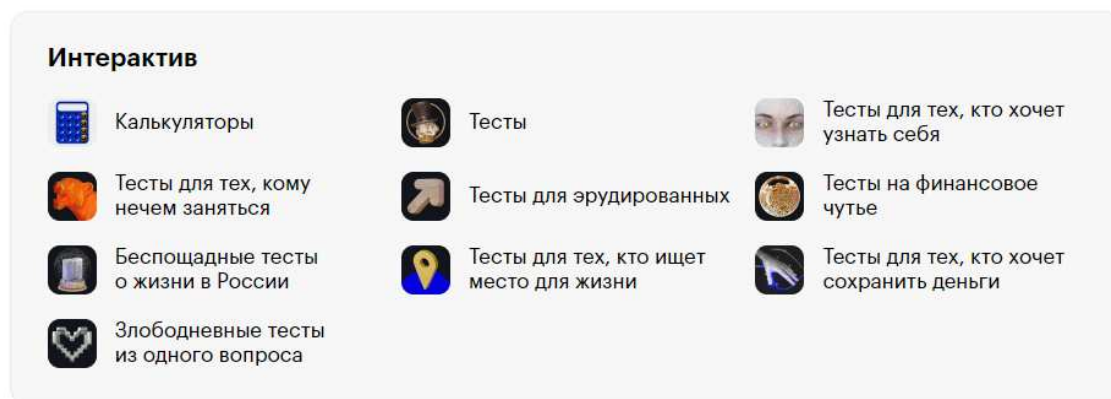 Интерактив
Калькуляторы
Тесты
Тесты для тех, кто хочет
узнать себя
Тесты для тех, кому
нечем заняться
Тесты для эрудированных
Тесты на финансовое
чутье
Беспощадные тесты
о жизни в России
Тесты для тех, кто ищет
место для жизни
Тесты для тех, кто хочет
сохранить деньги
Злободневные тесты
из одного вопроса